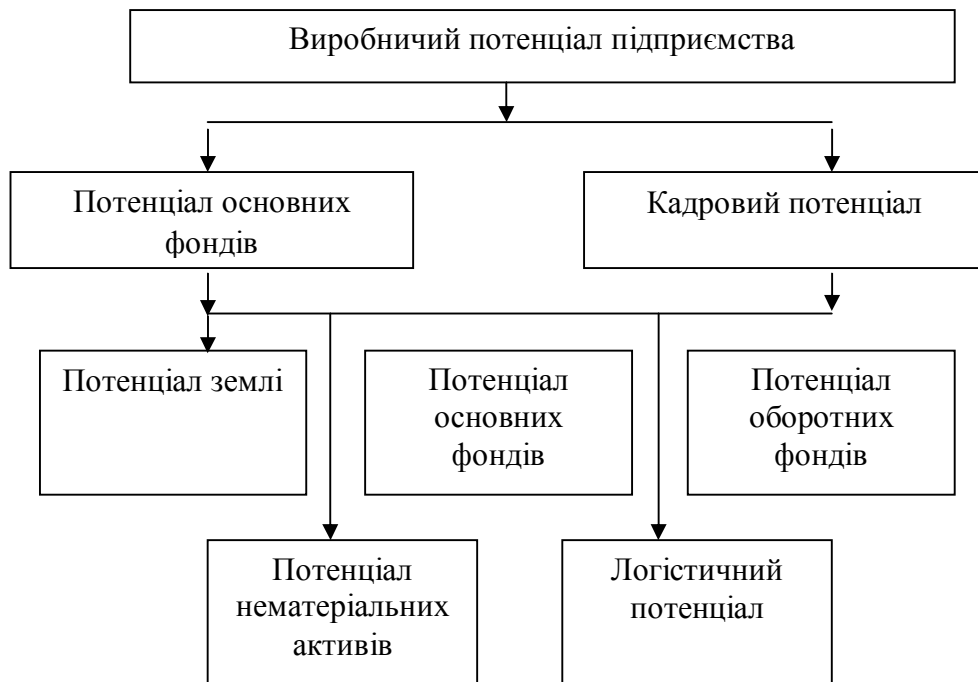 Виробничий потенціал підприємства
Потенціал основних
фондів
Кадровий потенціал
Потенціал землі
Потенціал
основних
фондів
Потенціал
оборотних
фондів
Потенціал
нематеріальних
активів
Логістичний
потенціал